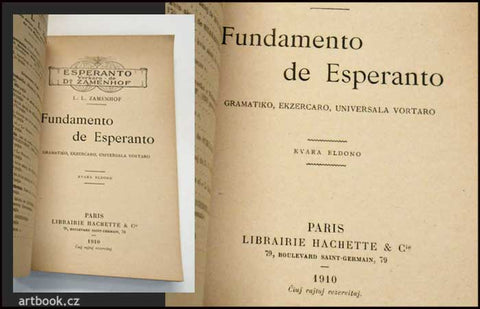 ESPERANTO
Verkaro de
Dro ZAMENHOF
L. L. ZAMENHOF
Fundamento
de Esperanto
GRAMATIKO, EKZERCARO, UNIVERSALA VORTARO
KVARA ELDONO
PARIS
LIBRAIRIE HACHETTE & Cie
79, BOULEVARD SAINT-GERMAIN, 79
1910
Ĉiuj rajtoj rezervitaj.
Fundamento
de Esperanto
GRAMATIKO, EKZERCARO, UNIVERSALA VORTARO
KVARA ELDONO
PARIS
LIBRAIRIE HACHETTE & Cie
79, BOULEVARD SAINT-GERMAIN, 79
1910
Ĉiuj rajtoj rezervitaj.
artbook.cz